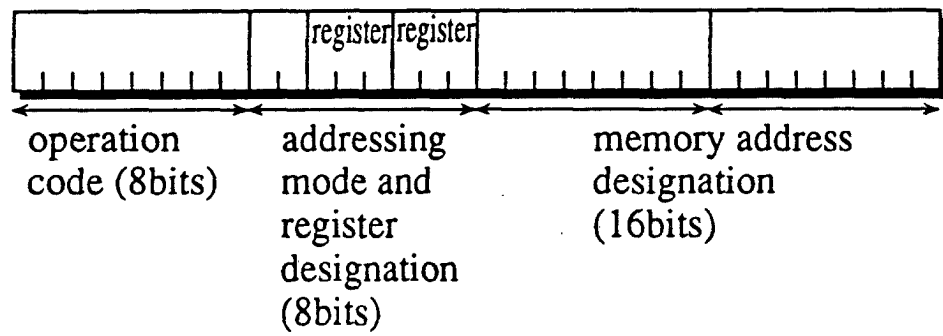 register register
operation code (8bits)
addressing mode and register designation (8bits)
memory address designation (16bits)